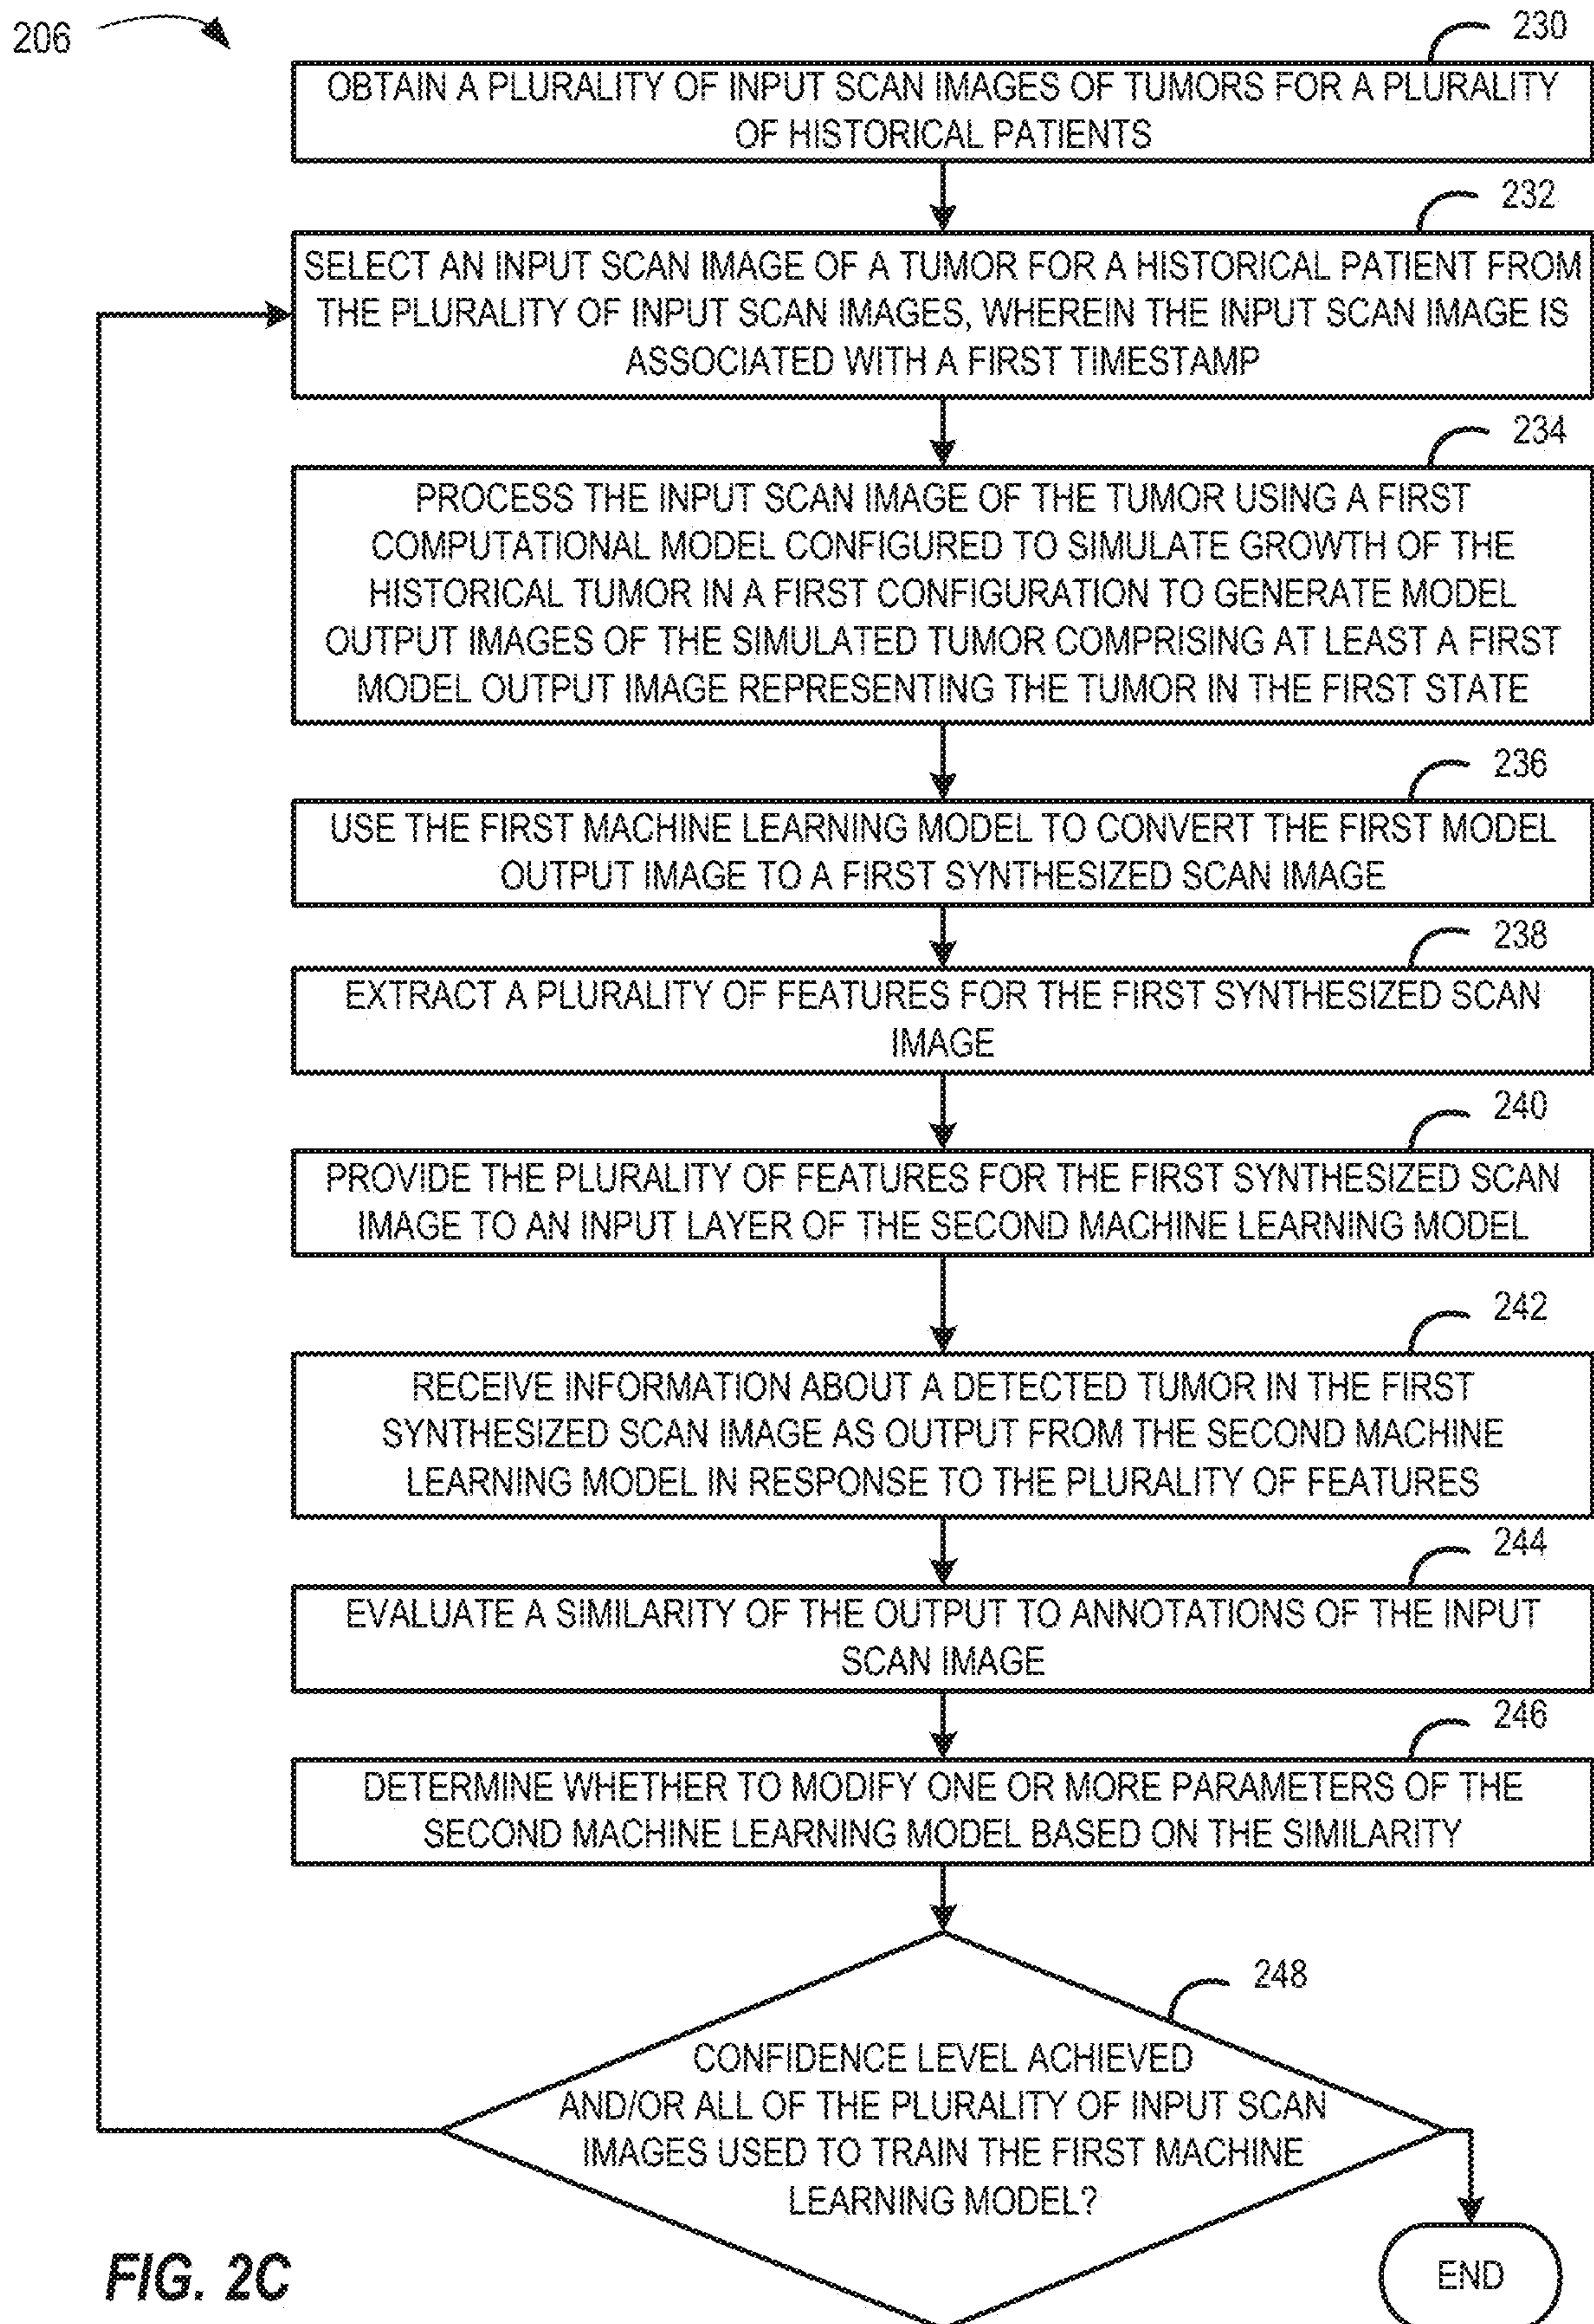 206
230
OBTAIN A PLURALITY OF INPUT SCAN IMAGES OF TUMORS FOR A PLURALITY
OF HISTORICAL PATIENTS
232
SELECT AN INPUT SCAN IMAGE OF A TUMOR FOR A HISTORICAL PATIENT FROM
THE PLURALITY OF INPUT SCAN IMAGES, WHEREIN THE INPUT SCAN IMAGE IS
ASSOCIATED WITH A FIRST TIMESTAMP
234
PROCESS THE INPUT SCAN IMAGE OF THE TUMOR USING A FIRST
COMPUTATIONAL MODEL CONFIGURED TO SIMULATE GROWTH OF THE
HISTORICAL TUMOR IN A FIRST CONFIGURATION TO GENERATE MODEL
OUTPUT IMAGES OF THE SIMULATED TUMOR COMPRISING AT LEAST A FIRST
MODEL OUTPUT IMAGE REPRESENTING THE TUMOR IN THE FIRST STATE
236
USE THE FIRST MACHINE LEARNING MODEL TO CONVERT THE FIRST MODEL
OUTPUT IMAGE TO A FIRST SYNTHESIZED SCAN IMAGE
238
EXTRACT A PLURALITY OF FEATURES FOR THE FIRST SYNTHESIZED SCAN
IMAGE
240
PROVIDE THE PLURALITY OF FEATURES FOR THE FIRST SYNTHESIZED SCAN
IMAGE TO AN INPUT LAYER OF THE SECOND MACHINE LEARNING MODEL
242
RECEIVE INFORMATION ABOUT A DETECTED TUMOR IN THE FIRST
SYNTHESIZED SCAN IMAGE AS OUTPUT FROM THE SECOND MACHINE
LEARNING MODEL IN RESPONSE TO THE PLURALITY OF FEATURES
244
EVALUATE A SIMILARITY OF THE OUTPUT TO ANNOTATIONS OF THE INPUT
SCAN IMAGE
246
DETERMINE WHETHER TO MODIFY ONE OR MORE PARAMETERS OF THE
SECOND MACHINE LEARNING MODEL BASED ON THE SIMILARITY
248
CONFIDENCE LEVEL ACHIEVED
AND/OR ALL OF THE PLURALITY OF INPUT SCAN
IMAGES USED TO TRAIN THE FIRST MACHINE
LEARNING MODEL?
END
FIG. 2C